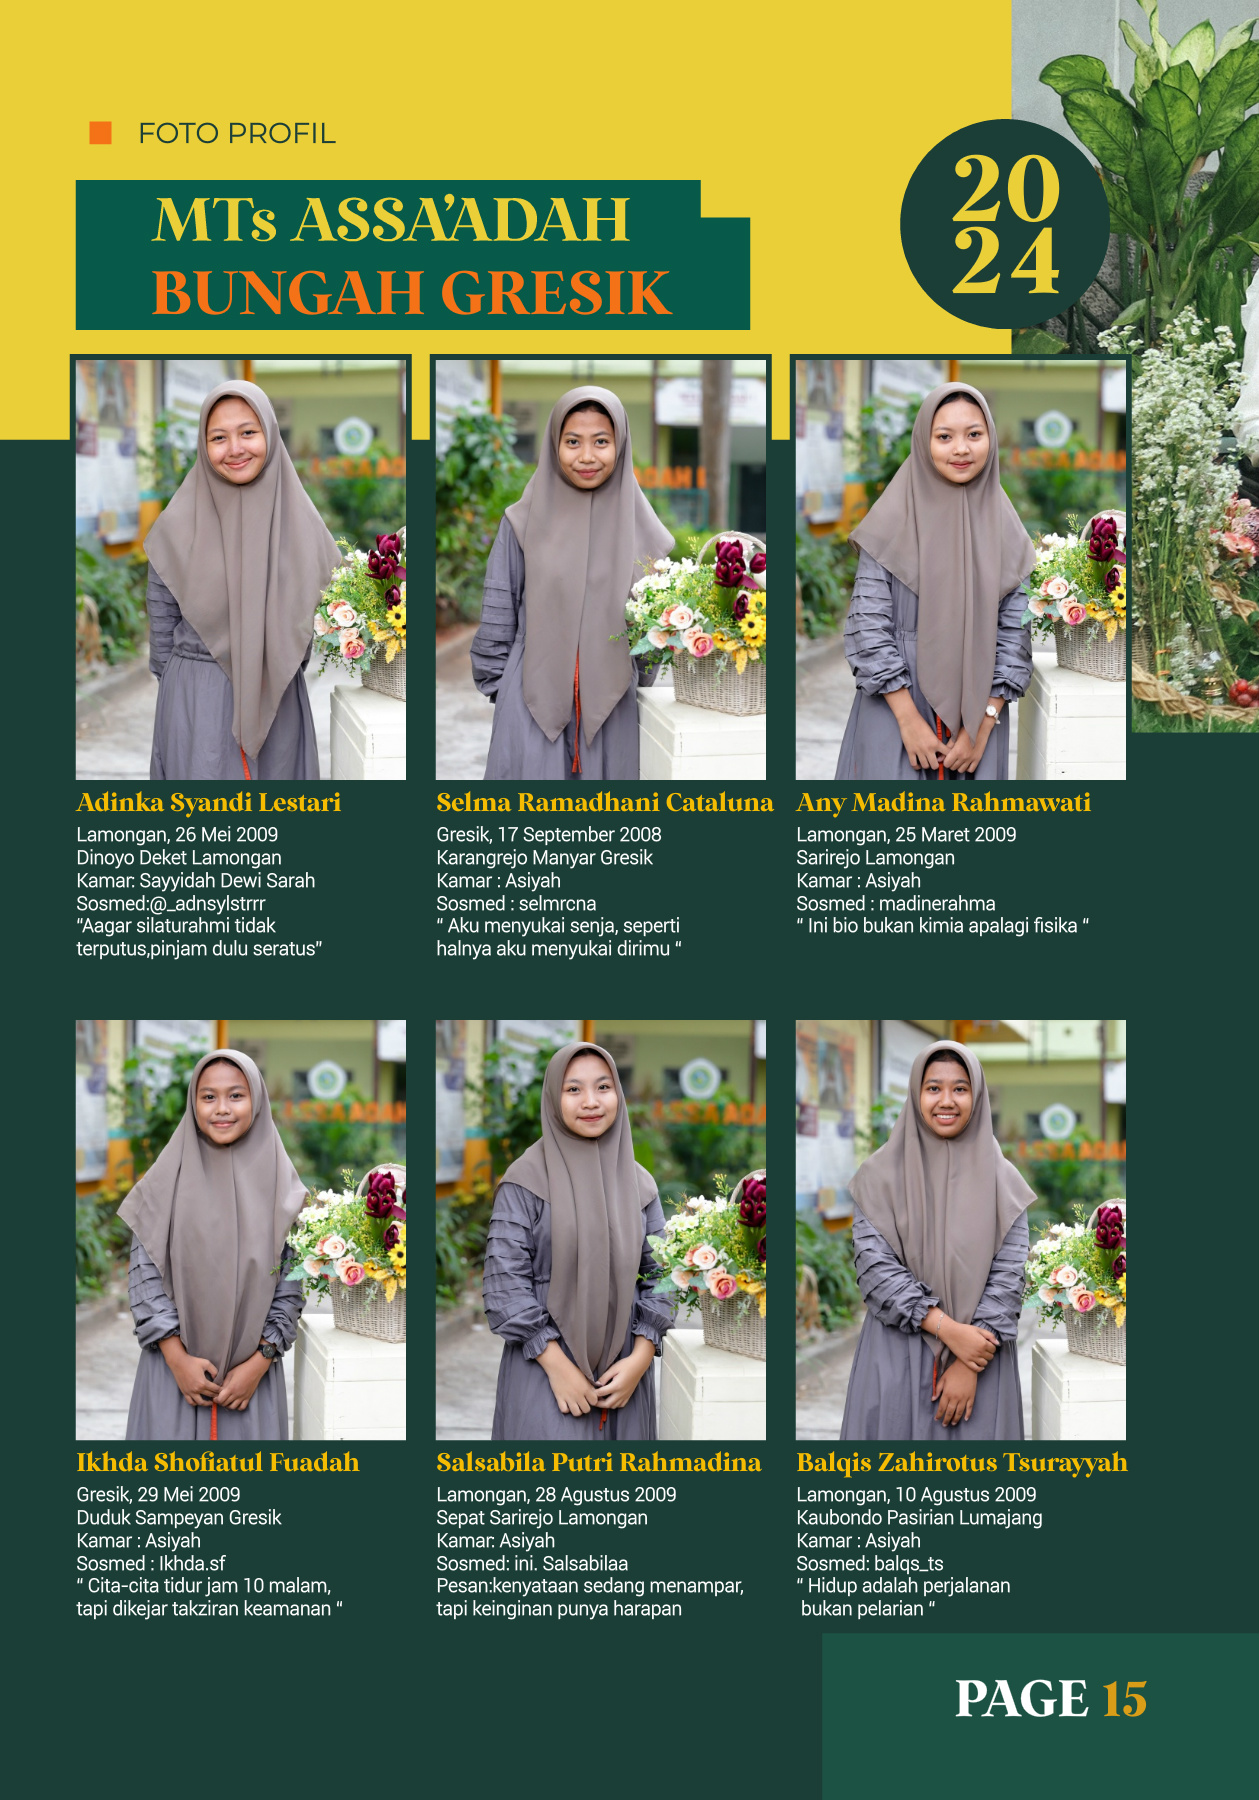 FOTO PROFIL
MTs ASSA’ADAH
BUNGAH GRESIK
20
24
Adinka Syandi Lestari
Lamongan, 26 Mei 2009
Dinoyo Deket Lamongan
Kamar: Sayyidah Dewi Sarah
Sosmed:@_adnsylstrrr
“Aagar silaturahmi tidak
terputus,pinjam dulu seratus”
Selma Ramadhani Cataluna
Gresik, 17 September 2008
Karangrejo Manyar Gresik
Kamar : Asiyah
Sosmed : selmrcna
“ Aku menyukai senja, seperti
halnya aku menyukai dirimu “
Any Madina Rahmawati
Lamongan, 25 Maret 2009
Sarirejo Lamongan
Kamar : Asiyah
Sosmed : madinerahma
“ Ini bio bukan kimia apalagi fisika “
Ikhda Shofiatul Fuadah
Gresik, 29 Mei 2009
Duduk Sampeyan Gresik
Kamar : Asiyah
Sosmed : Ikhda.sf
“ Cita-cita tidur jam 10 malam,
tapi dikejar takziran keamanan “
Salsabila Putri Rahmadina
Lamongan, 28 Agustus 2009
Sepat Sarirejo Lamongan
Kamar: Asiyah
Sosmed: ini. Salsabilaa
Pesan:kenyataan sedang menampar,
tapi keinginan punya harapan
Balqis Zahirotus Tsurayyah
Lamongan, 10 Agustus 2009
Kaubondo Pasirian Lumajang
Kamar : Asiyah
Sosmed: balqs_ts
“ Hidup adalah perjalanan
bukan pelarian “
PAGE 15